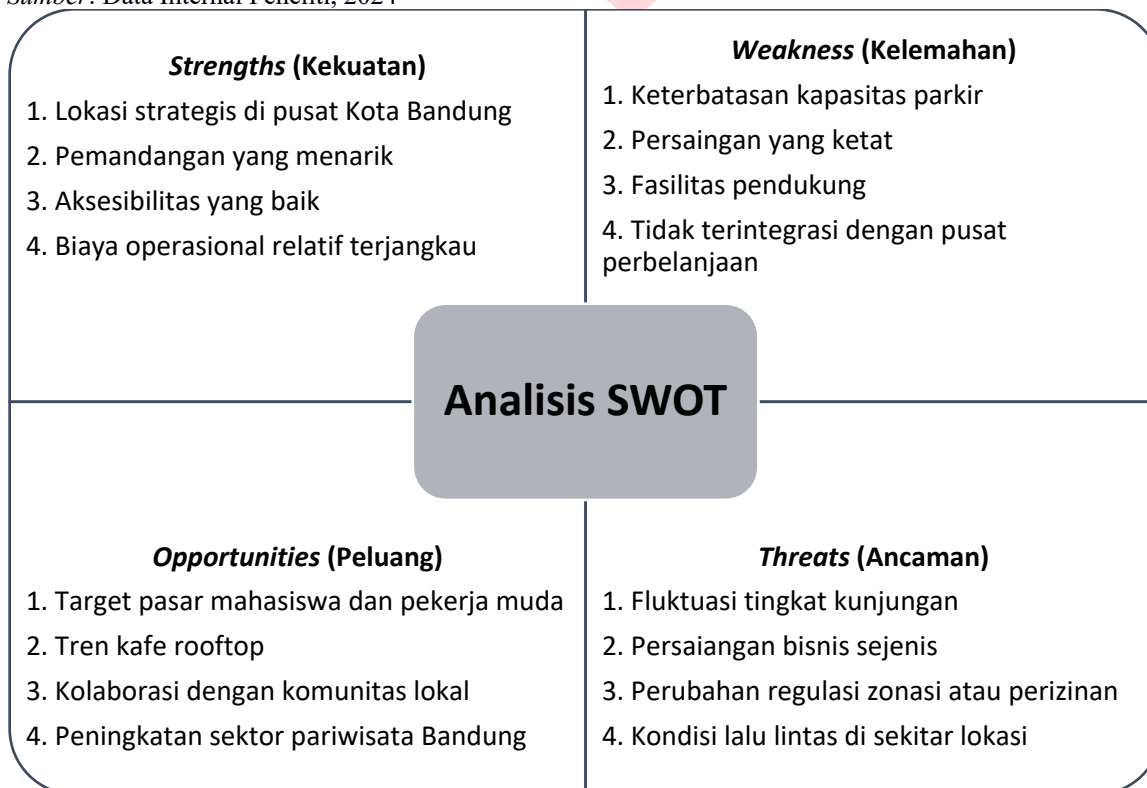 Sumber: Data Internal Peneliti, 2024
Strengths (Kekuatan)
1. Lokasi strategis di pusat Kota Bandung
2. Pemandangan yang menarik
3. Aksesibilitas yang baik
4. Biaya operasional relatif terjangkau
Weakness (Kelemahan)
1. Keterbatasan kapasitas parkir
2. Persaingan yang ketat
3. Fasilitas pendukung
4. Tidak terintegrasi dengan pusat
perbelanjaan
Analisis SWOT
Opportunities (Peluang)
1. Target pasar mahasiswa dan pekerja muda
2. Tren kafe rooftop
3. Kolaborasi dengan komunitas lokal
4. Peningkatan sektor pariwisata Bandung
Threats (Ancaman)
1. Fluktuasi tingkat kunjungan
2. Persaiangan bisnis sejenis
3. Perubahan regulasi zonasi atau perizinan
4. Kondisi lalu lintas di sekitar lokasi